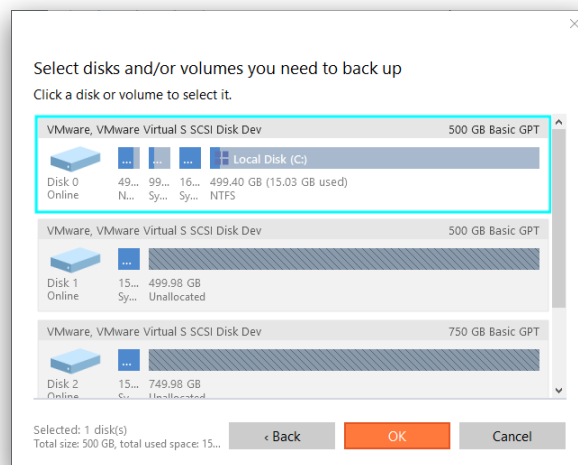 Select disks and/or volumes you need to back up
Click a disk or volume to select it.
VMware, VMware Virtual S SCSI Disk Dev 500 GB Basic GPT
... ... ... Local Disk (C:)
Disk 0 49... 99... 16... 499.40 GB (15.03 GB used)
Online N... Sy... Sy... NTFS
VMware, VMware Virtual S SCSI Disk Dev 500 GB Basic GPT
...
Disk 1 15... 499.98 GB
Online Sy... Unallocated
VMware, VMware Virtual S SCSI Disk Dev 750 GB Basic GPT
...
Disk 2 15... 749.98 GB
Online Sy... Unallocated
Selected: 1 disk(s)
Total size: 500 GB, total used space: 15...
‹ Back OK Cancel